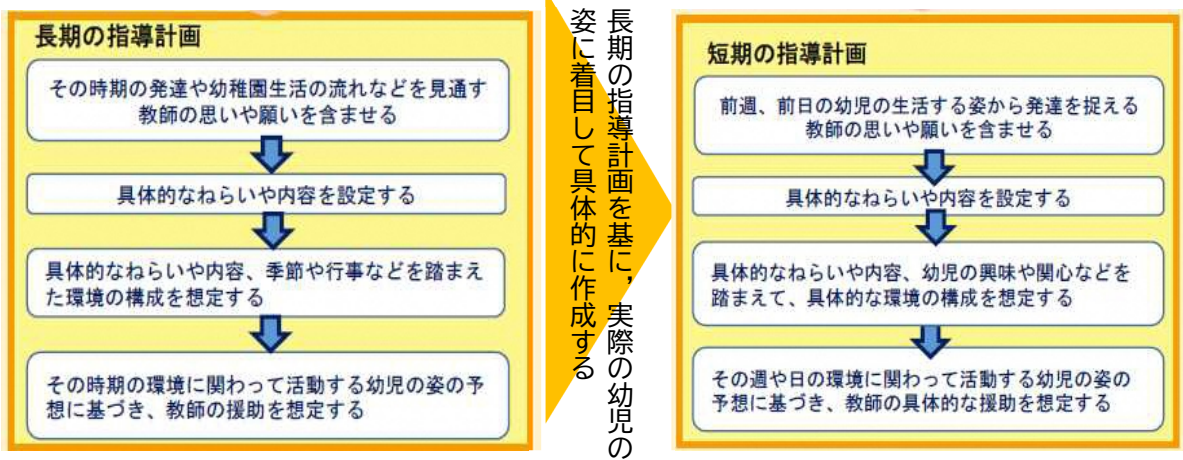 長期の指導計画
その時期の発達や幼稚園生活の流れなどを見通す
教師の思いや願いを含ませる
具体的なねらいや内容を設定する
具体的なねらいや内容、季節や行事などを踏まえ
た環境の構成を想定する
その時期の環境に関わって活動する幼児の姿の予
想に基づき、教師の援助を想定する
長期の指導計画を基に，実際の幼児の
姿に着目して具体的に作成する
短期の指導計画
前週、前日の幼児の生活する姿から発達を捉える
教師の思いや願いを含ませる
具体的なねらいや内容を設定する
具体的なねらいや内容、幼児の興味や関心などを
踏まえて、具体的な環境の構成を想定する
その週や日の環境に関わって活動する幼児の姿の
予想に基づき、教師の具体的な援助を想定する